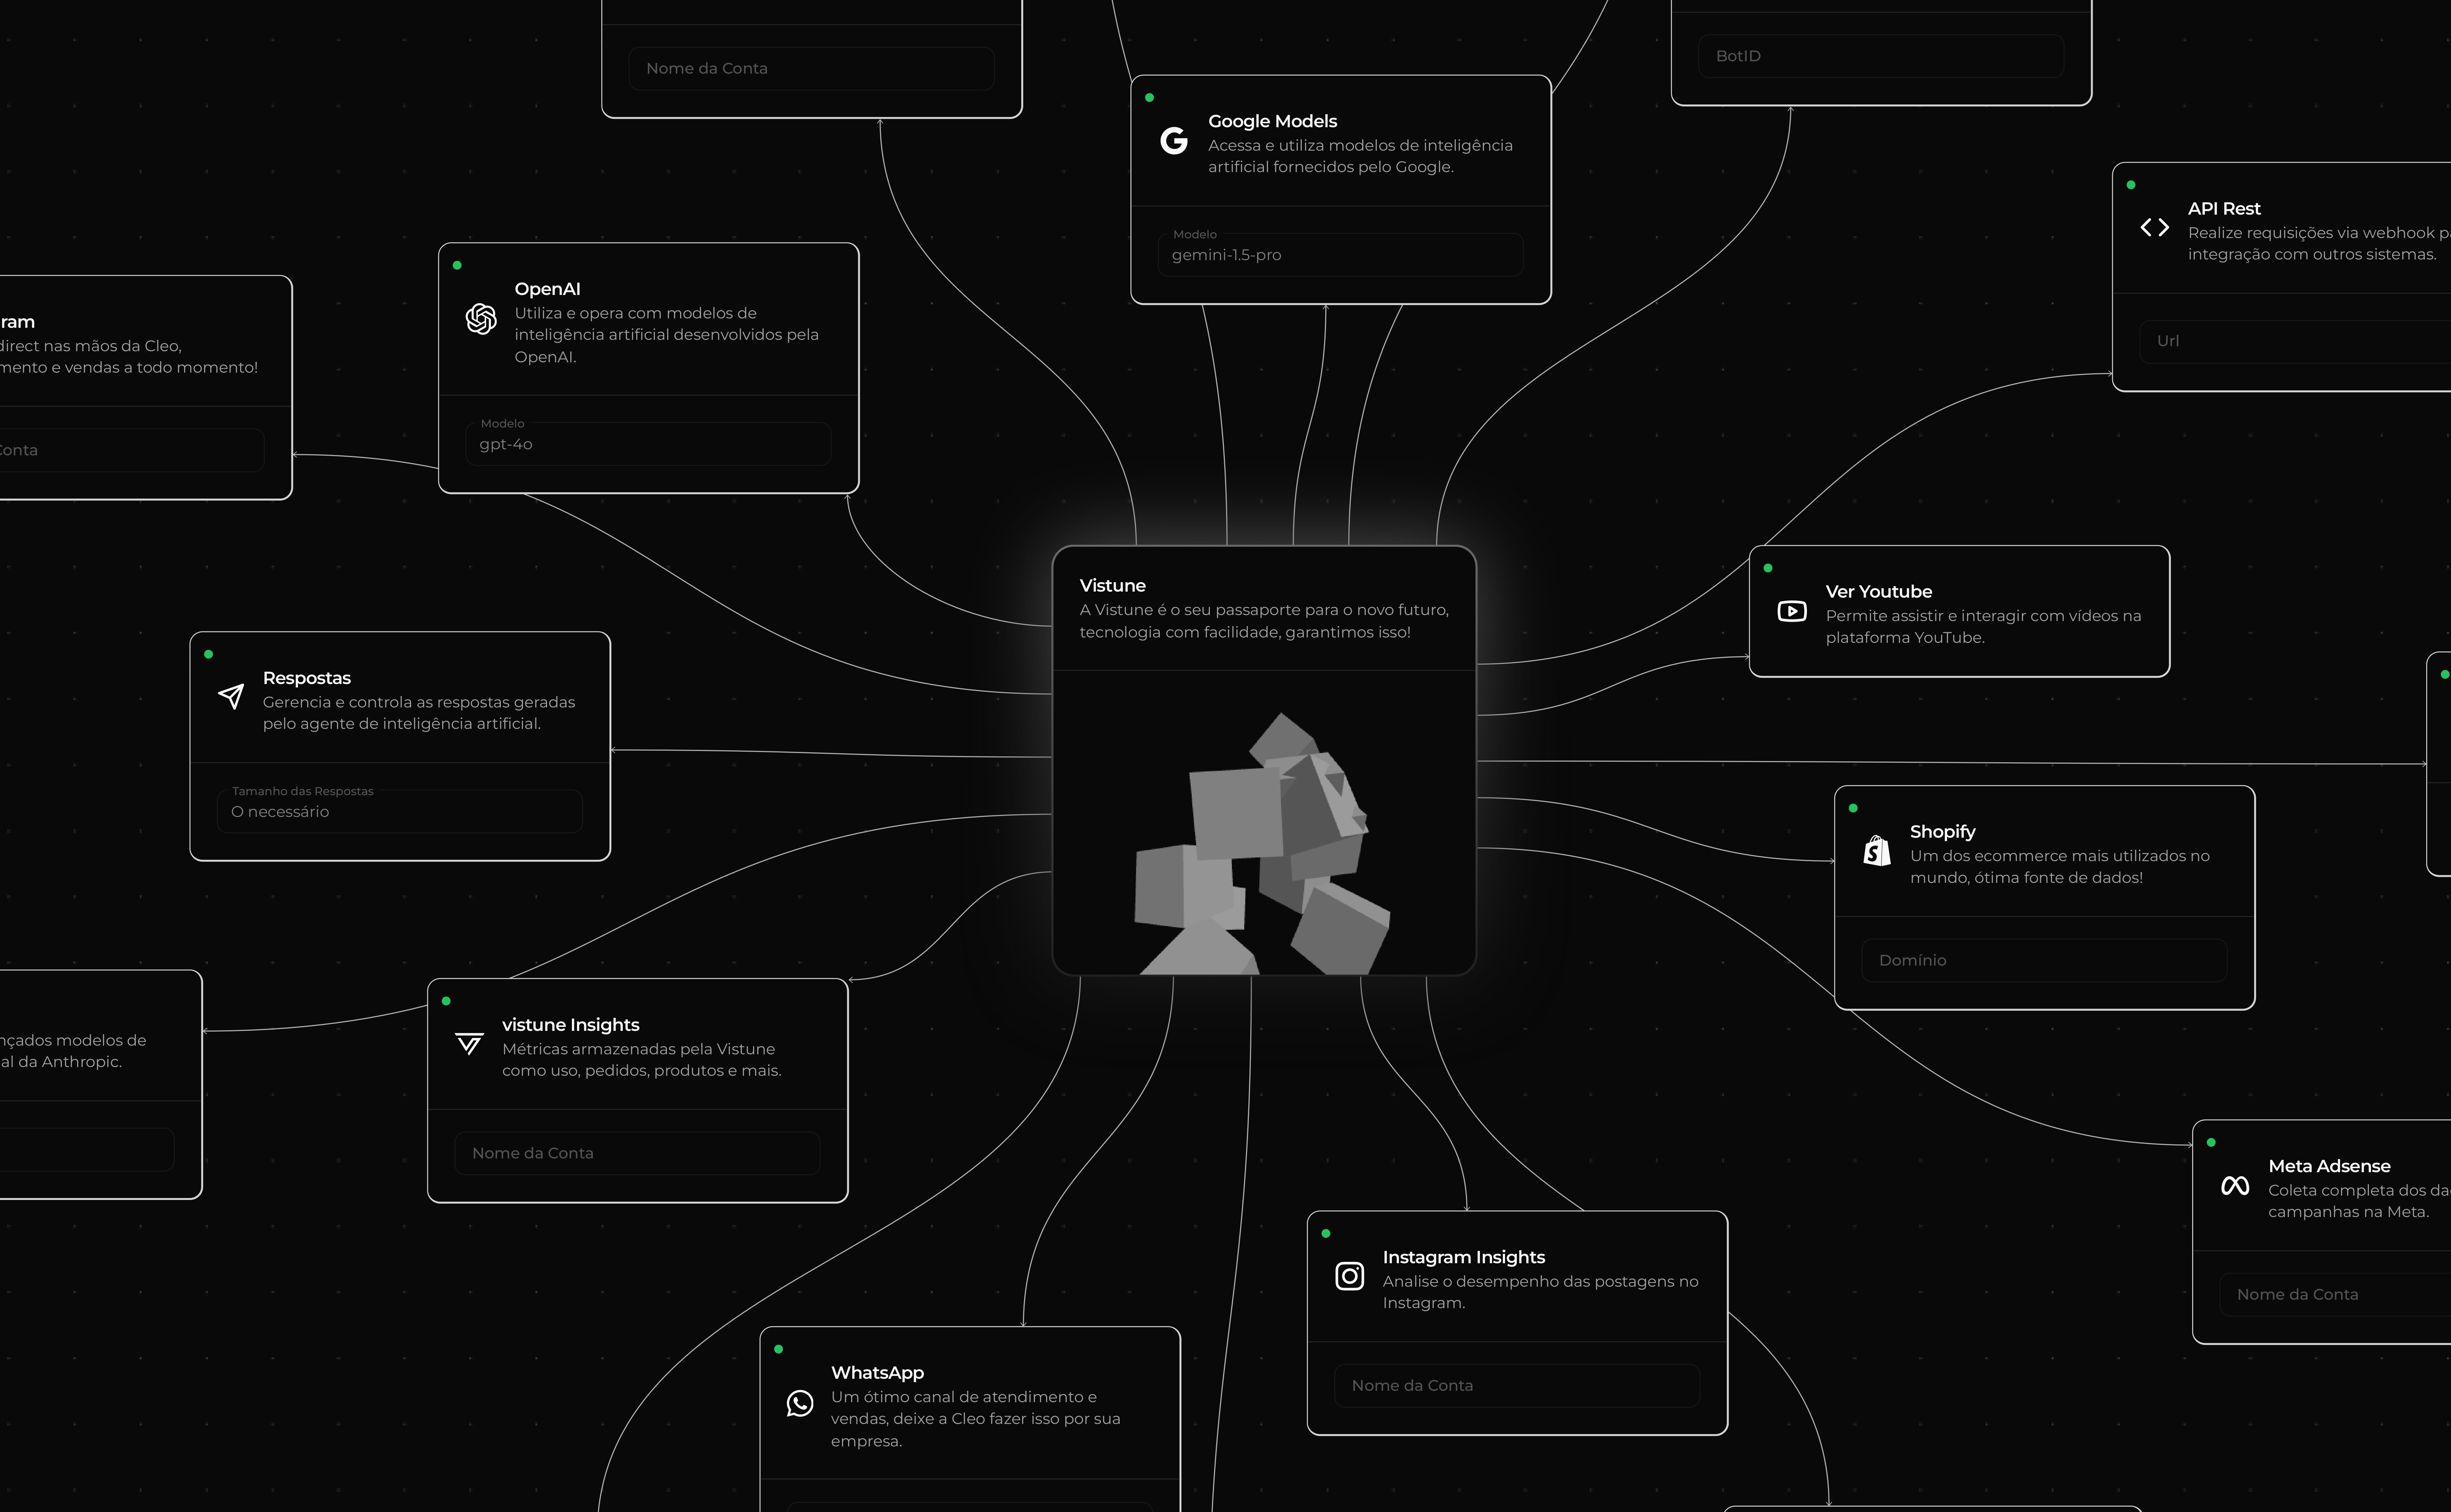 Nome da Conta
BotID
Google Models
Acessa e utiliza modelos de inteligência
artificial fornecidos pelo Google.
Modelo
gemini-1.5-pro
API Rest
Realize requisições via webhook
integração com outros sistemas.
Url
OpenAI
Utiliza e opera com modelos de
inteligência artificial desenvolvidos pela
OpenAI.
Modelo
gpt-4o
ram
direct nas mãos da Cleo,
mento e vendas a todo momento!
Conta
Vistune
A Vistune é o seu passaporte para o novo futuro,
tecnologia com facilidade, garantimos isso!
Ver Youtube
Permite assistir e interagir com vídeos na
plataforma YouTube.
Respostas
Gerencia e controla as respostas geradas
pelo agente de inteligência artificial.
Tamanho das Respostas
O necessário
Shopify
Um dos ecommerce mais utilizados no
mundo, ótima fonte de dados!
Domínio
nçados modelos de
al da Anthropic.
vistune Insights
Métricas armazenadas pela Vistune
como uso, pedidos, produtos e mais.
Nome da Conta
Meta Adsense
Coleta completa dos da
campanhas na Meta.
Nome da Conta
Instagram Insights
Analise o desempenho das postagens no
Instagram.
Nome da Conta
WhatsApp
Um ótimo canal de atendimento e
vendas, deixe a Cleo fazer isso por sua
empresa.